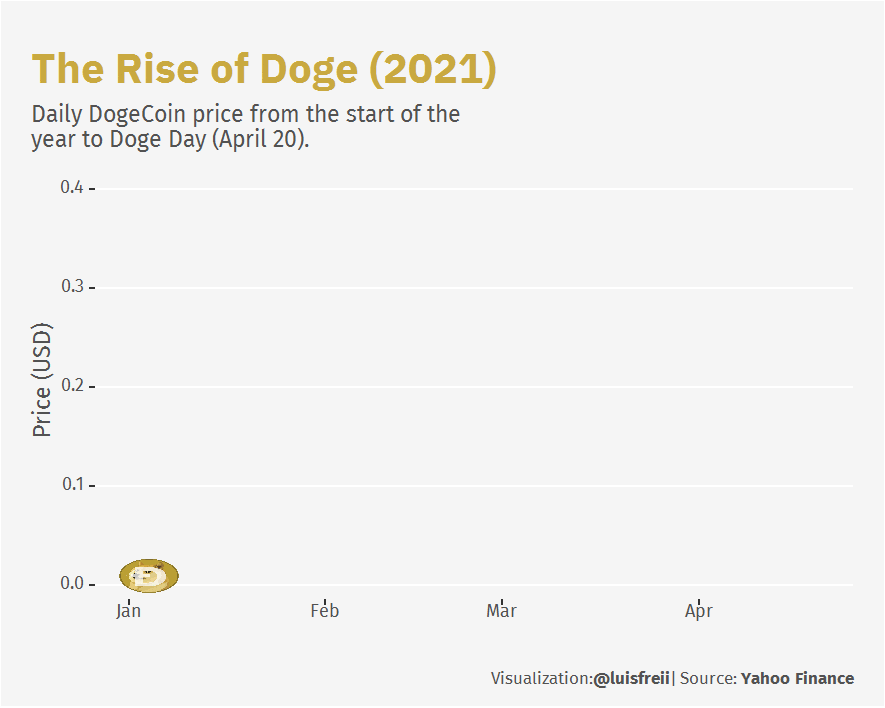 The Rise of Doge (2021)
Daily DogeCoin price from the start of the
year to Doge Day (April 20).
0.4
0.3
0.2
0.1
0.0
Price (USD)
Jan Feb Mar Apr
Visualization:@luisfreii| Source: Yahoo Finance